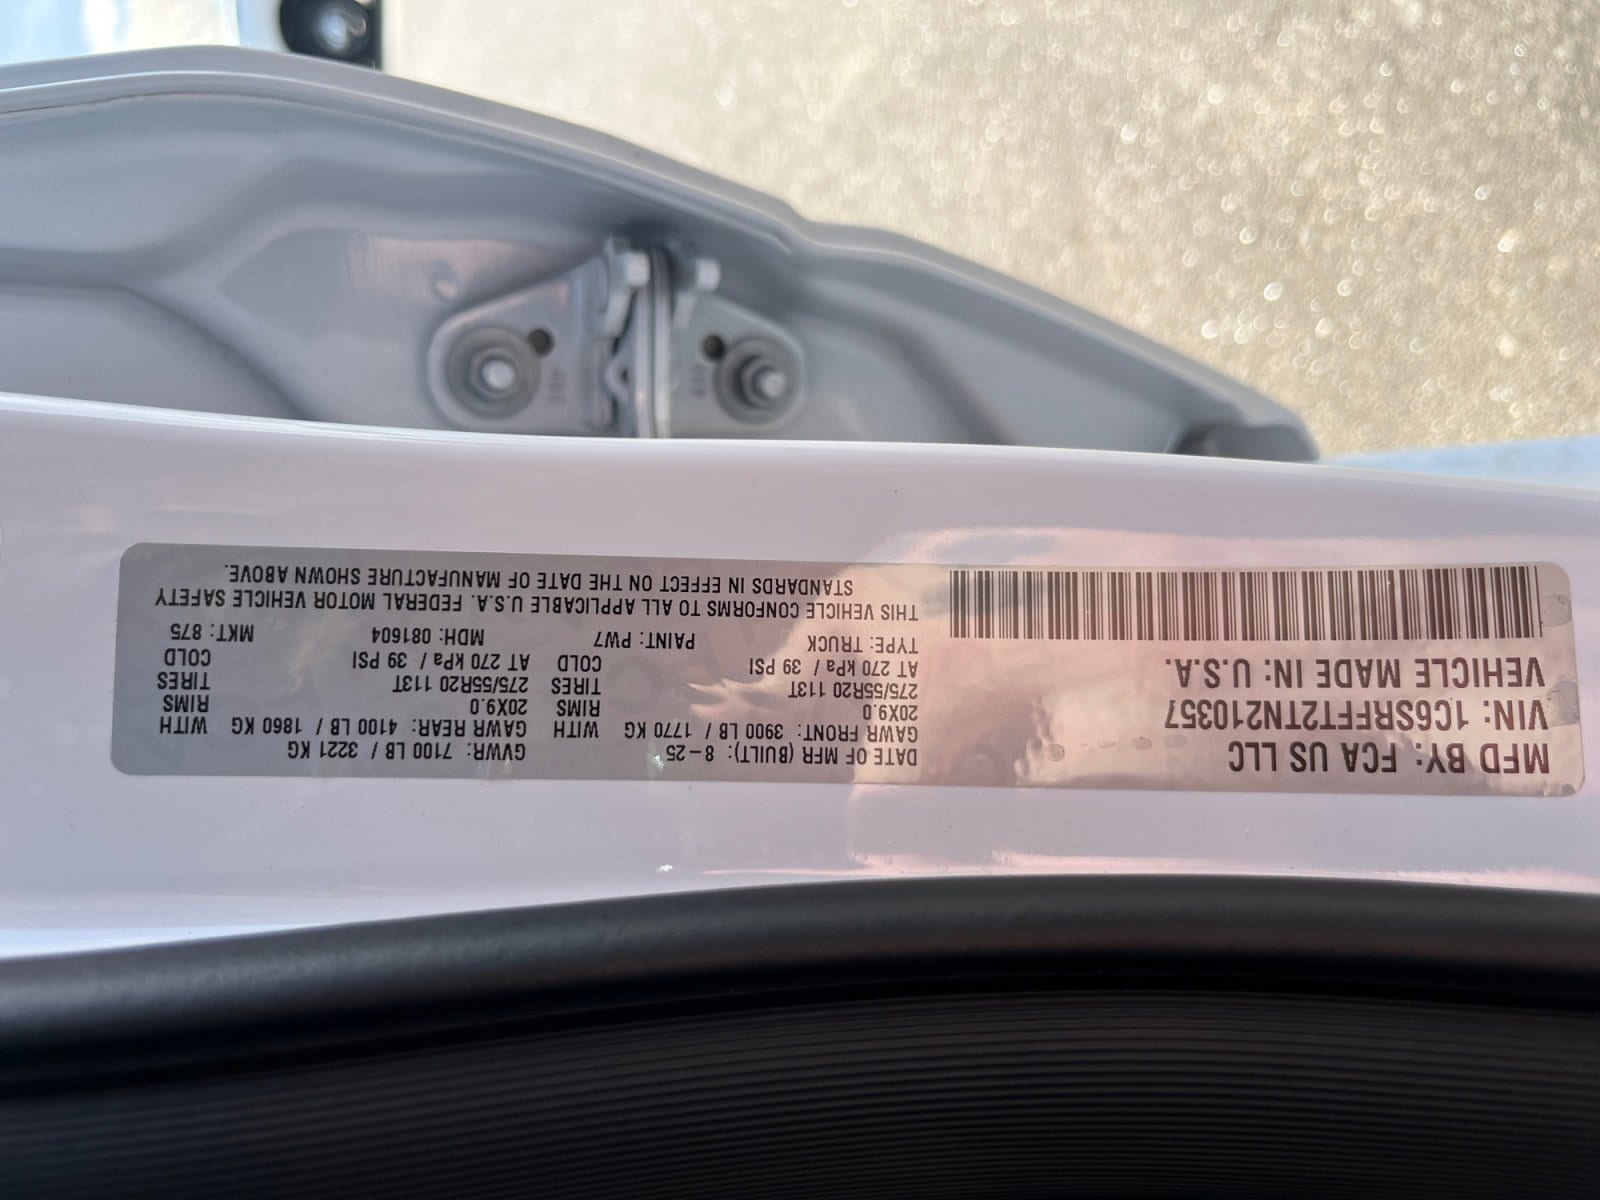 MFD BY: FCA US LLC
VIN: 1C6SRFFT2TN210357
VEHICLE MADE IN: U.S.A.
DATE OF MFR (BUILT): 8-25 GVWR: 7100 LB / 3221 KG
GAWR FRONT: 3900 LB / 1770 KG WITH GAWR REAR: 4100 LB / 1860 KG WITH
20X9.0 RIMS 20X9.0 RIMS
275/55R20 113T TIRES 275/55R20 113T TIRES
AT 270 kPa / 39 PSI COLD AT 270 kPa / 39 PSI COLD
TYPE: TRUCK PAINT: PW7 MDH: 081604 MKT: 875
THIS VEHICLE CONFORMS TO ALL APPLICABLE U.S.A. FEDERAL MOTOR VEHICLE SAFETY
STANDARDS IN EFFECT ON THE DATE OF MANUFACTURE SHOWN ABOVE.